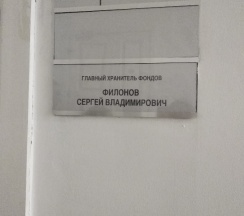 ГЛАВНЫЙ ХРАНИТЕЛЬ ФОНДОВ
ФИЛОНОВ
СЕРГЕЙ ВЛАДИМИРОВИЧ